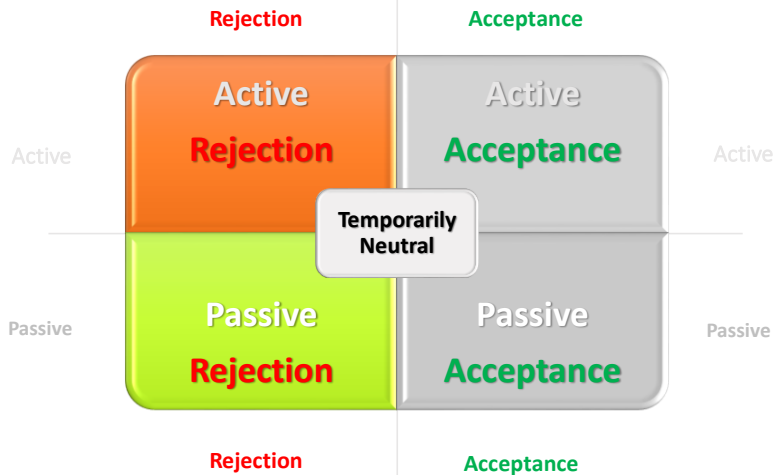 Rejection
Acceptance
Active
Rejection
Active
Acceptance
Active
Active
Temporarily
Neutral
Passive
Rejection
Passive
Acceptance
Passive
Passive
Rejection
Acceptance